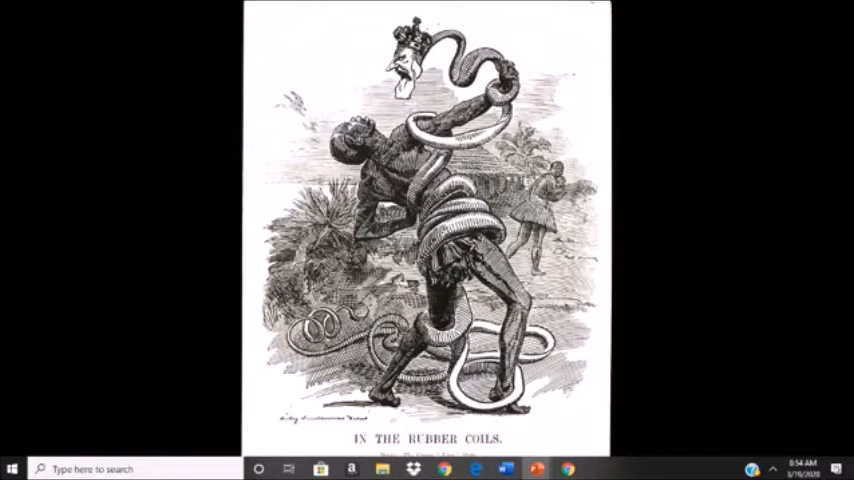 IN THE RUBBER COILS.
Type here to search
8:54 AM
3/19/2020